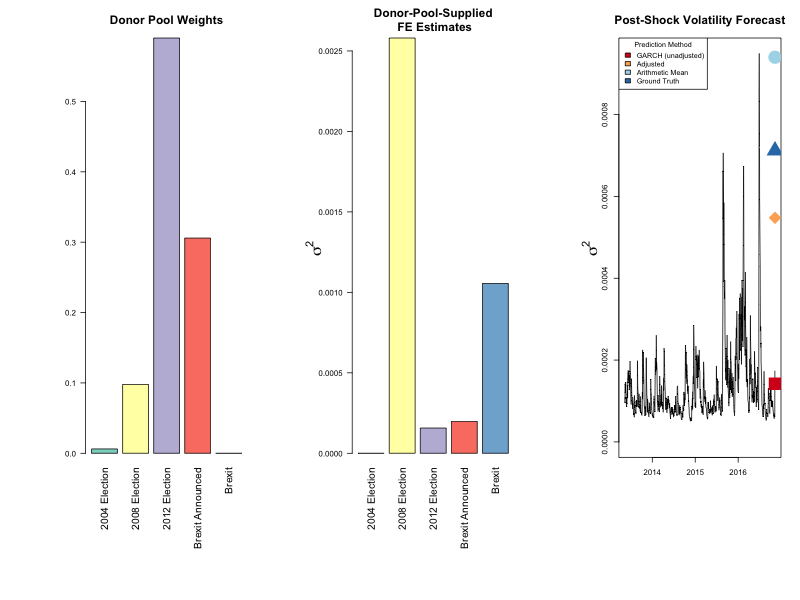 Donor Pool Weights
0.5
0.4
0.3
0.2
0.1
0.0
2004 Election
2008 Election
2012 Election
Brexit Announced
Brexit
Donor-Pool-Supplied
FE Estimates
σ²
0.0025
0.0020
0.0015
0.0010
0.0005
0.0000
2004 Election
2008 Election
2012 Election
Brexit Announced
Brexit
Post-Shock Volatility Forecast
Prediction Method
GARCH (unadjusted)
Adjusted
Arithmetic Mean
Ground Truth
σ²
0.0008
0.0006
0.0004
0.0002
0.0000
2014
2015
2016